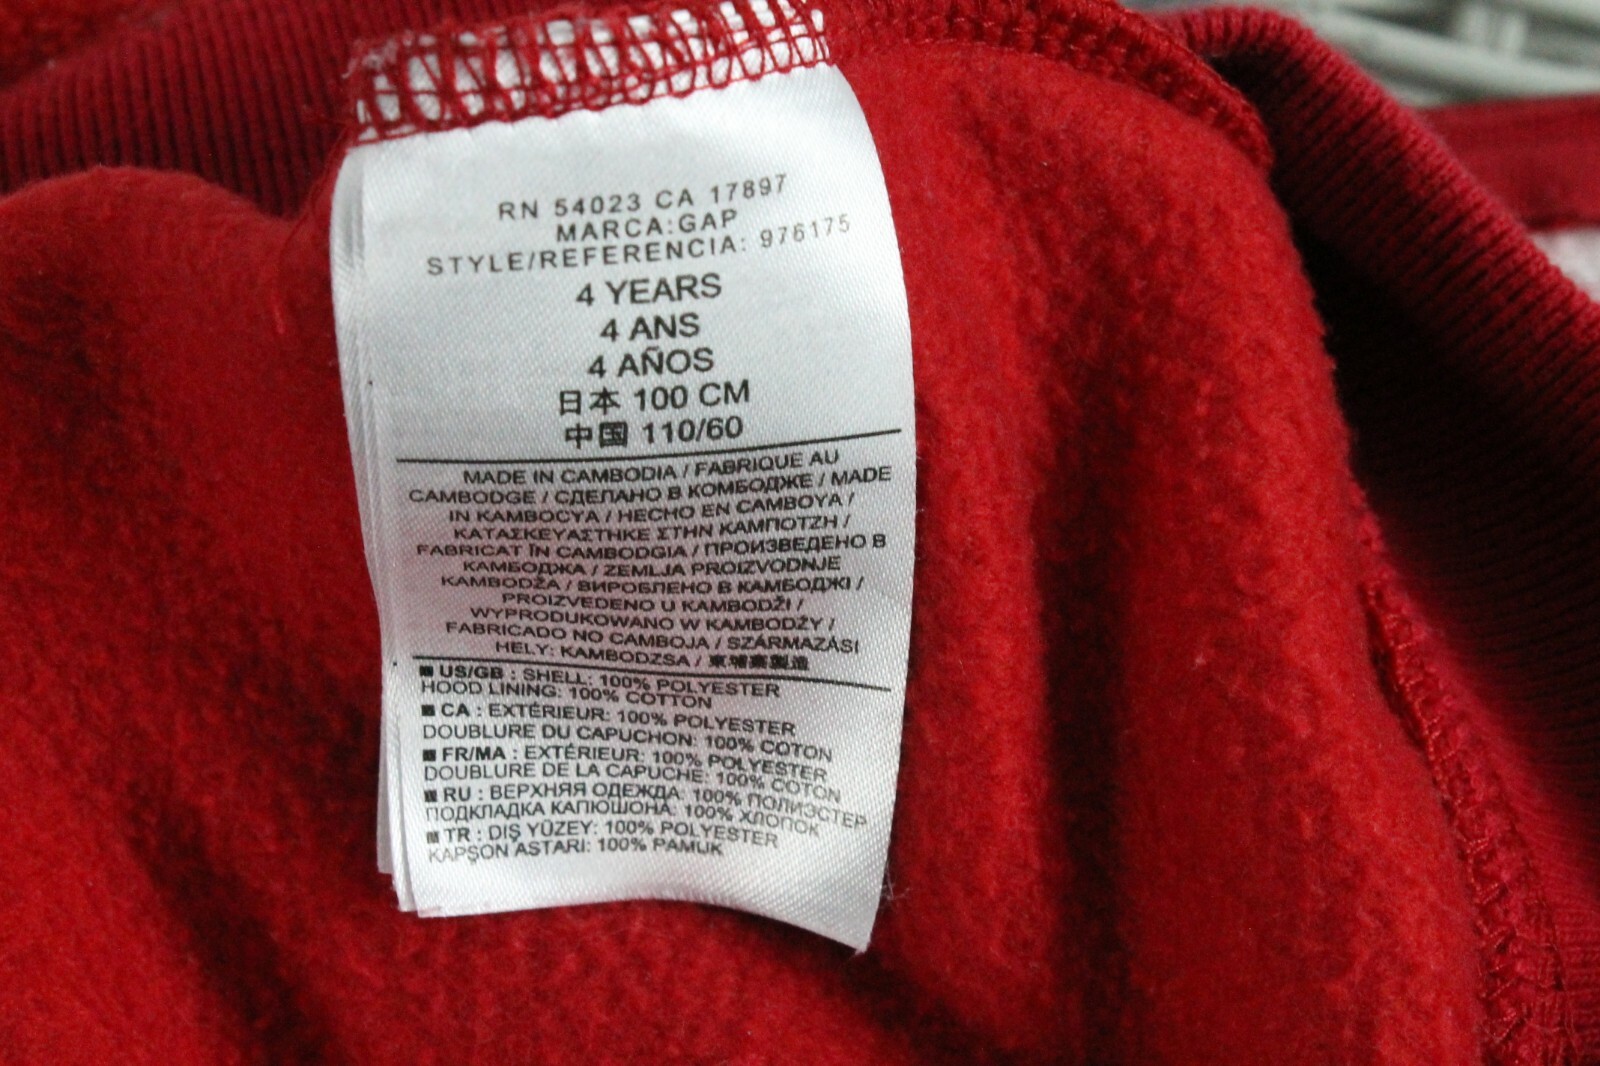 RN 54023 CA 17897
MARCA:GAP
STYLE/REFERENCIA: 976175
4 YEARS
4 ANS
4 AÑOS
日本 100 CM
中国 110/60
MADE IN CAMBODIA / FABRIQUE AU
CAMBODGE / СДЕЛАНО В КОМБОДЖЕ / MADE
IN KAMBOCYA / HECHO EN CAMBOYA /
ΚΑΤΑΣΚΕΥΑΣΤΗΚΕ ΣΤΗΝ ΚΑΜΠΟΤΖΗ /
FABRICAT ÎN CAMBODGIA / ПРОИЗВЕДЕНО В
КАМБОДЖА / ZEMLJA PROIZVODNJE
KAMBODŽA / ВИРОБЛЕНО В КАМБОДЖІ /
PROIZVEDENO U KAMBODŽI /
WYPRODUKOWANO W KAMBODŻY /
FABRICADO NO CAMBOJA / SZÁRMAZÁSI
HELY: KAMBODZSA / 柬埔寨製造
■ US/GB : SHELL: 100% POLYESTER
HOOD LINING: 100% COTTON
■ CA : EXTÉRIEUR: 100% POLYESTER
DOUBLURE DU CAPUCHON: 100% COTON
■ FR/MA : EXTÉRIEUR: 100% POLYESTER
DOUBLURE DE LA CAPUCHE: 100% COTON
■ RU : ВЕРХНЯЯ ОДЕЖДА: 100% ПОЛИЭСТЕР
ПОДКЛАДКА КАПЮШОНА: 100% ХЛОПОК
■ TR : DIŞ YÜZEY: 100% POLYESTER
KAPŞON ASTARI: 100% PAMUK